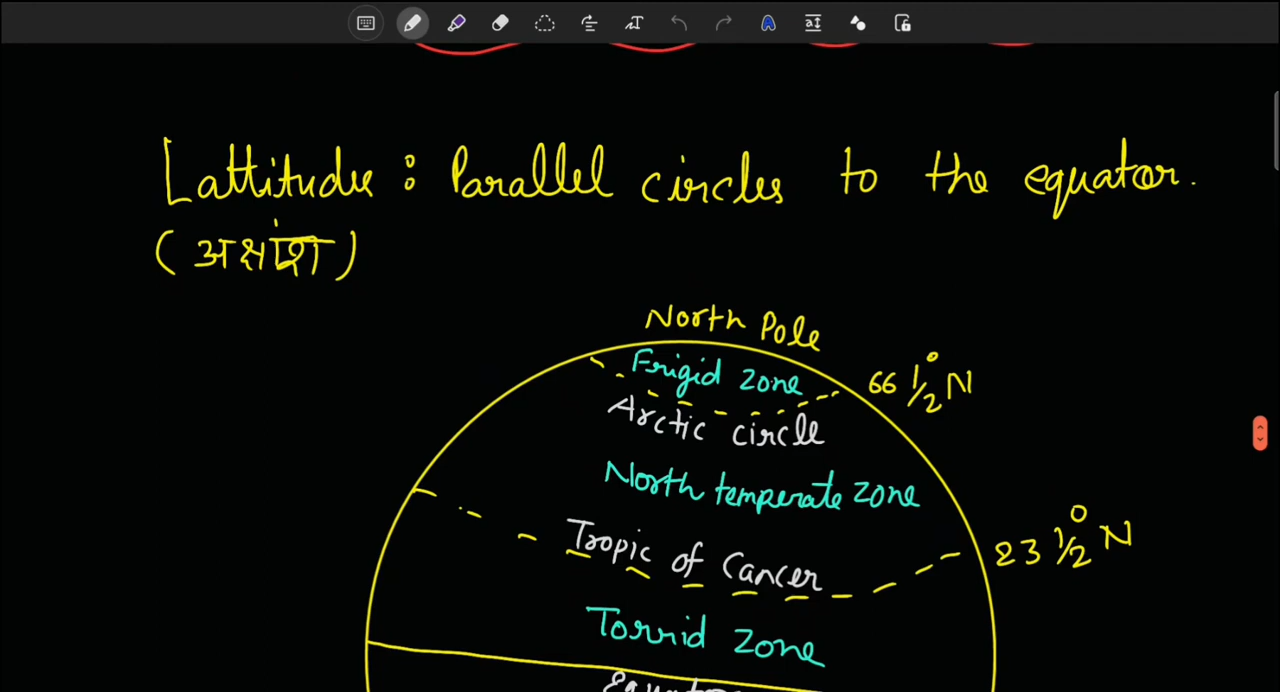 Lattitude : Parallel circles to the equator.
(अक्षांश)
North Pole
Frigid zone
66 1/2° N
Arctic circle
North temperate zone
Tropic of Cancer
23 1/2° N
Torrid zone
Equator